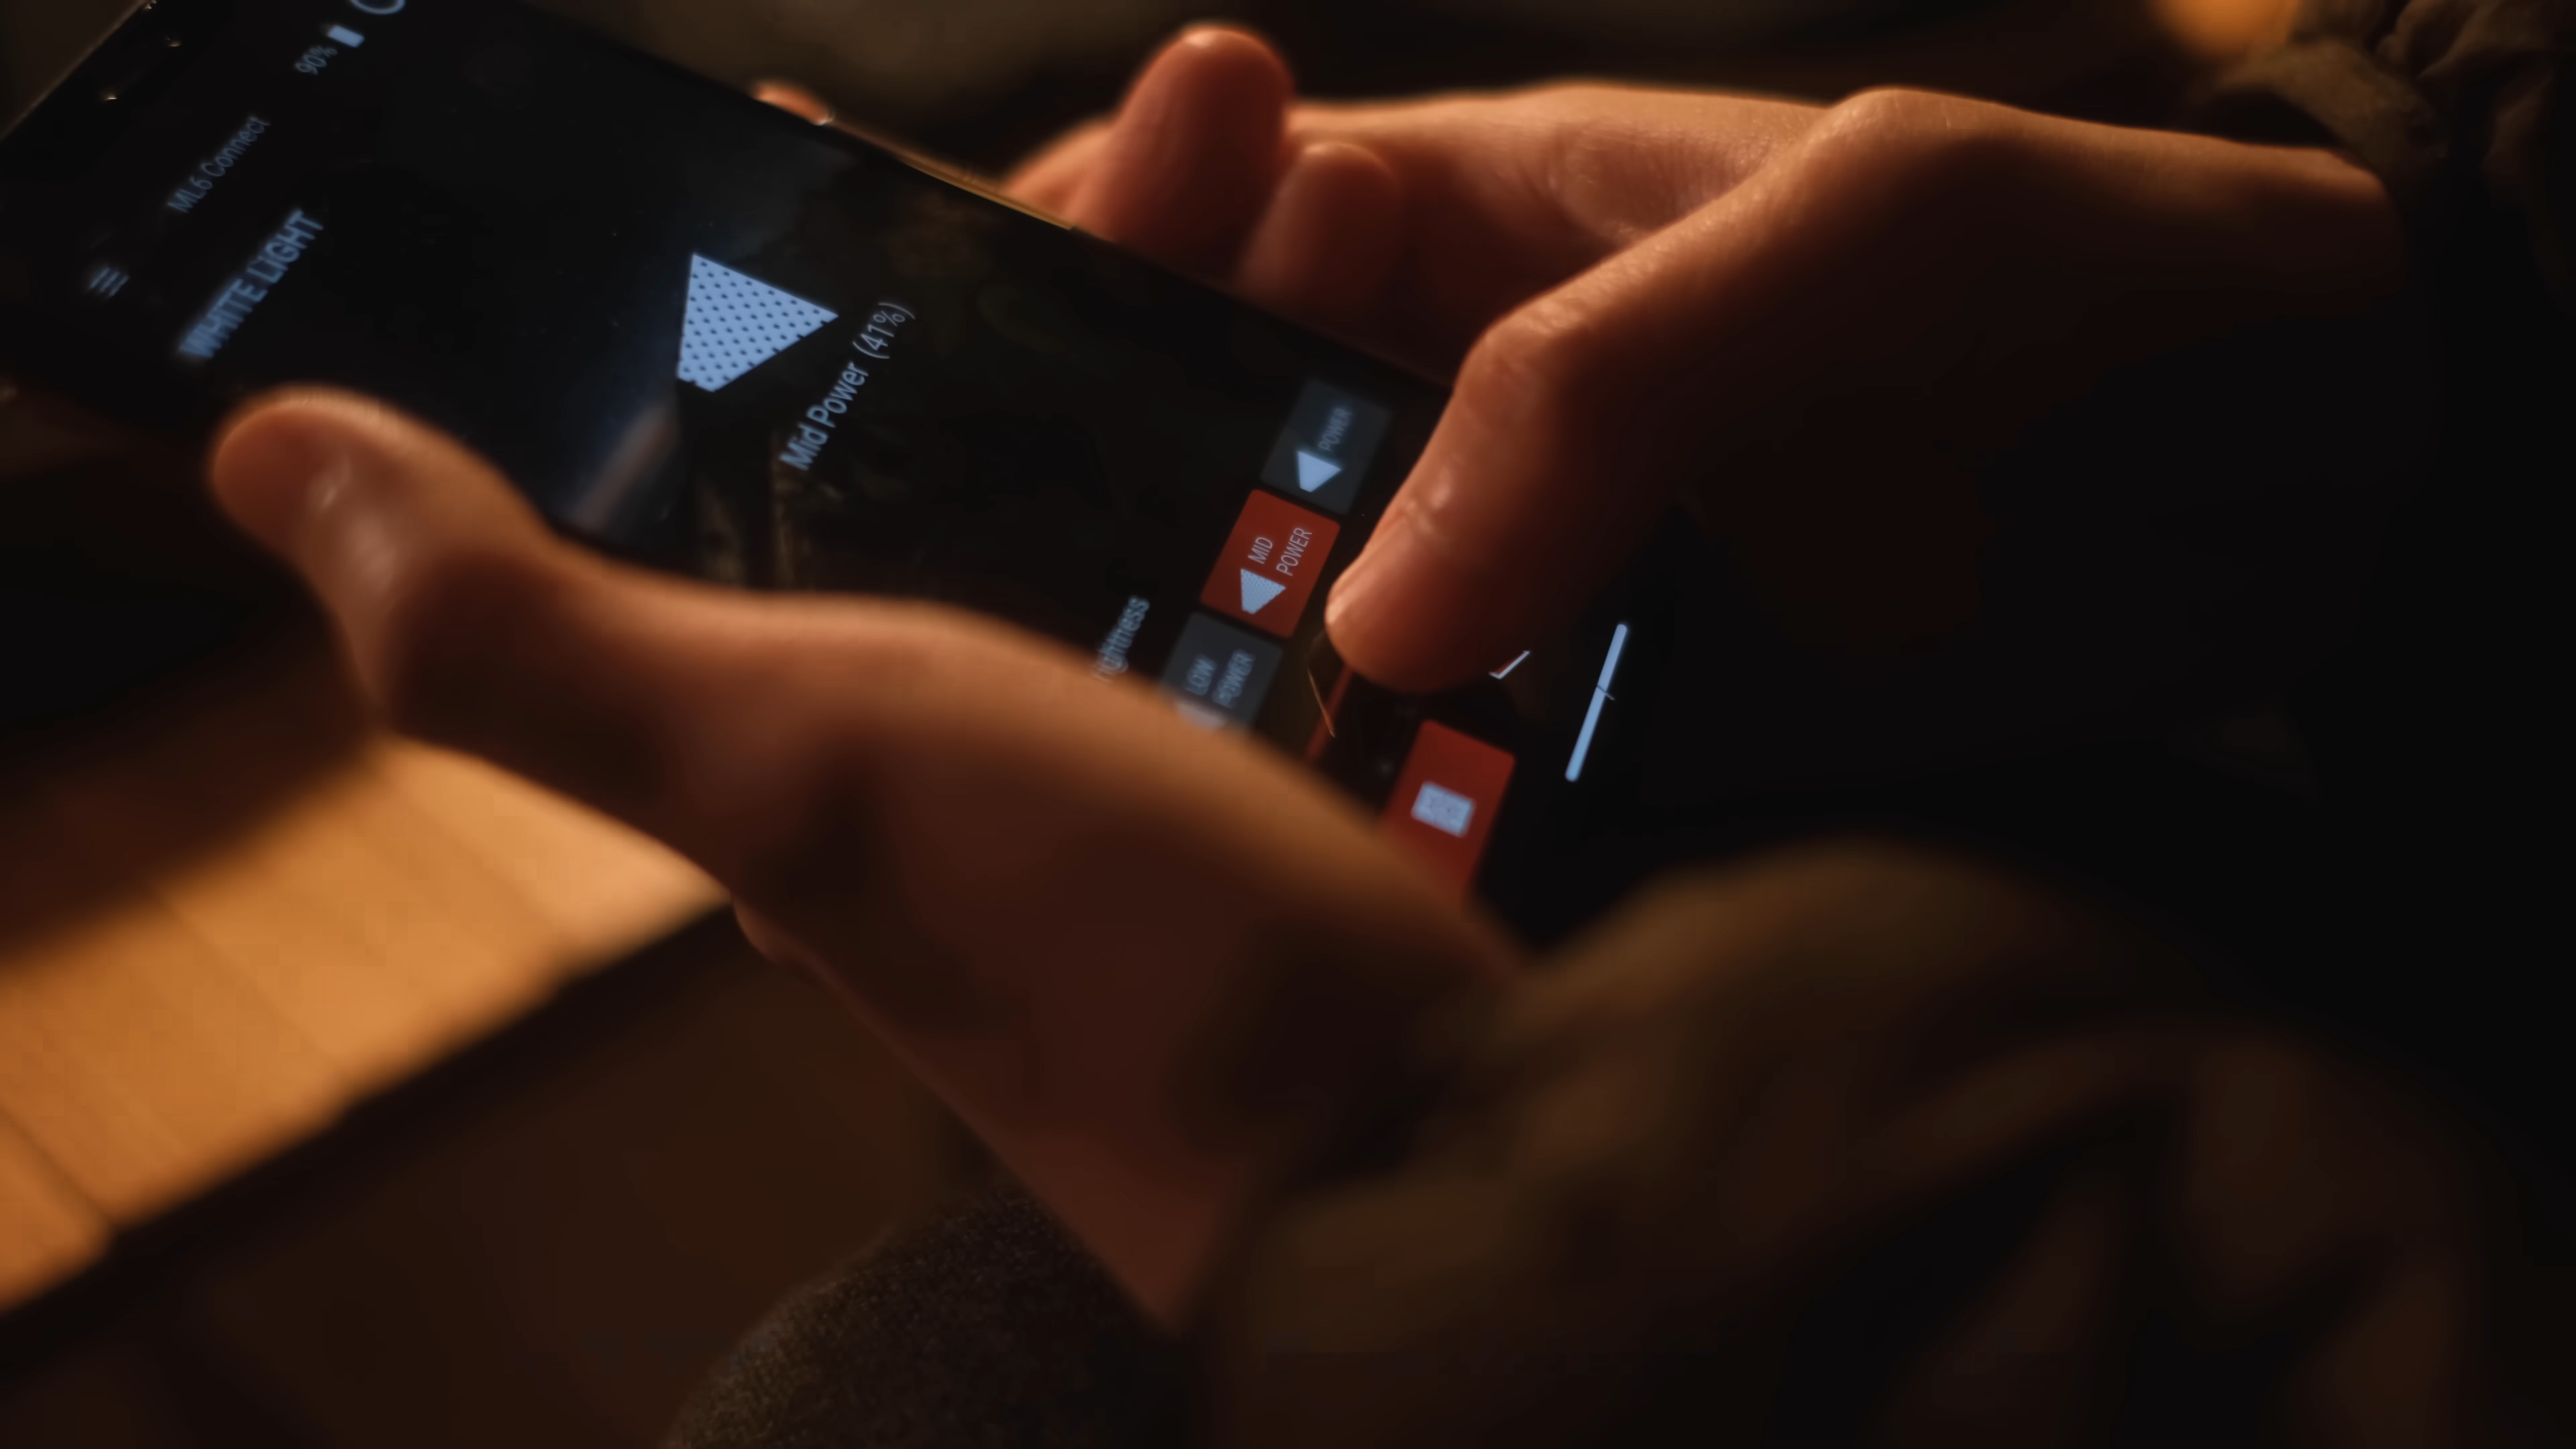 90%
ML6 Connect
WHITE LIGHT
Mid Power (41%)
LOW
POWER
MID
POWER
POWER